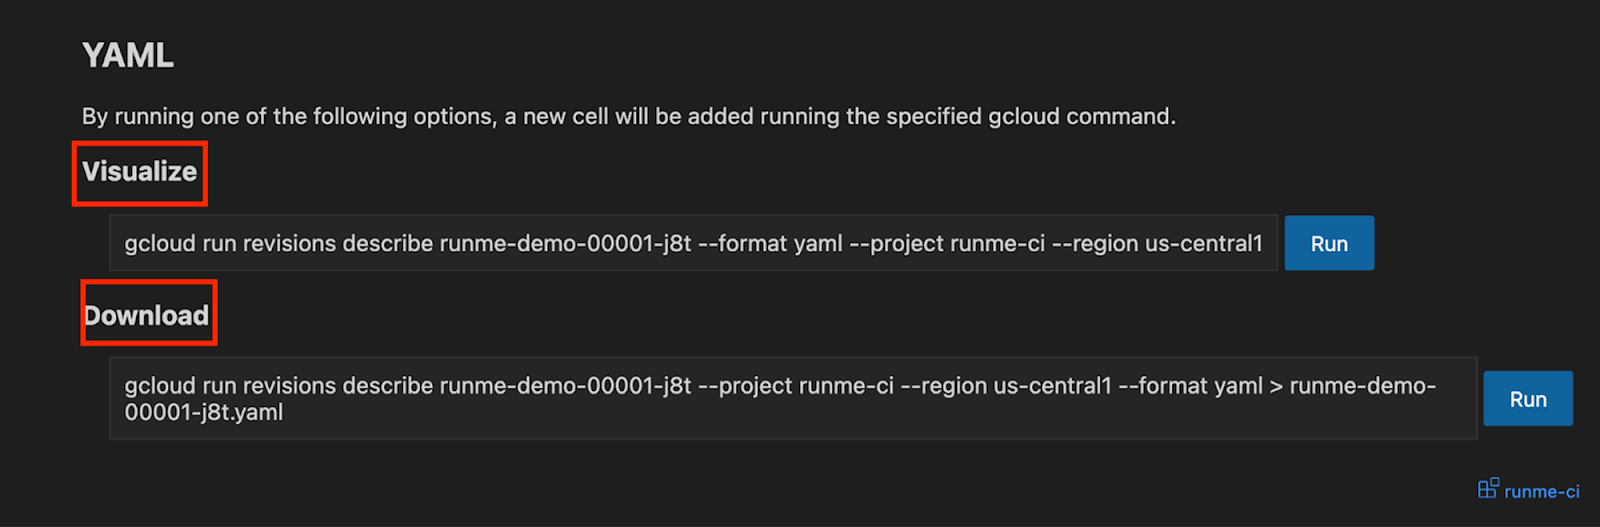 YAML
By running one of the following options, a new cell will be added running the specified gcloud command.
Visualize
gcloud run revisions describe runme-demo-00001-j8t --format yaml --project runme-ci --region us-central1
Run
Download
gcloud run revisions describe runme-demo-00001-j8t --project runme-ci --region us-central1 --format yaml > runme-demo-
00001-j8t.yaml
Run
runme-ci